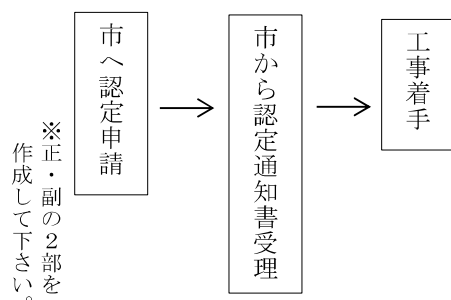 市へ認定申請
市から認定通知書受理
工事着手
※正・副の２部を
作成して下さい。